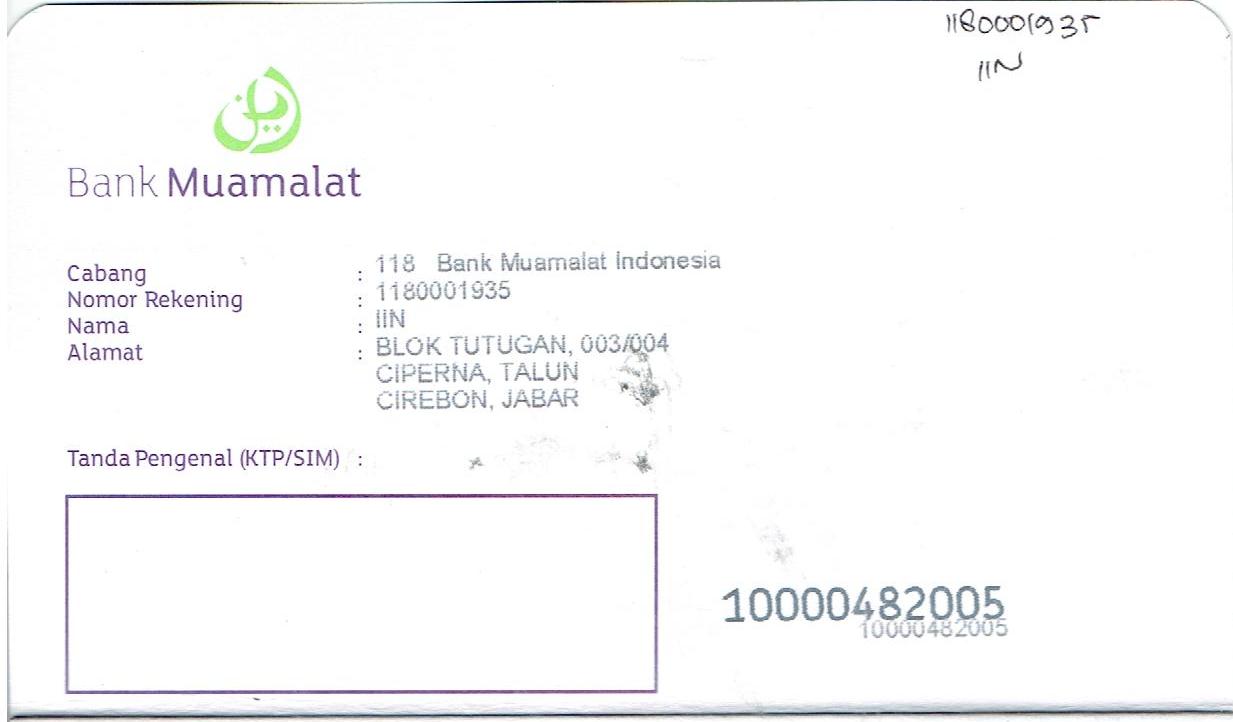 1180001935
IIN
Bank Muamalat
Cabang : 118 Bank Muamalat Indonesia
Nomor Rekening : 1180001935
Nama : IIN
Alamat : BLOK TUTUGAN, 003/004
CIPERNA, TALUN
CIREBON, JABAR
Tanda Pengenal (KTP/SIM) :
10000482005
10000482005